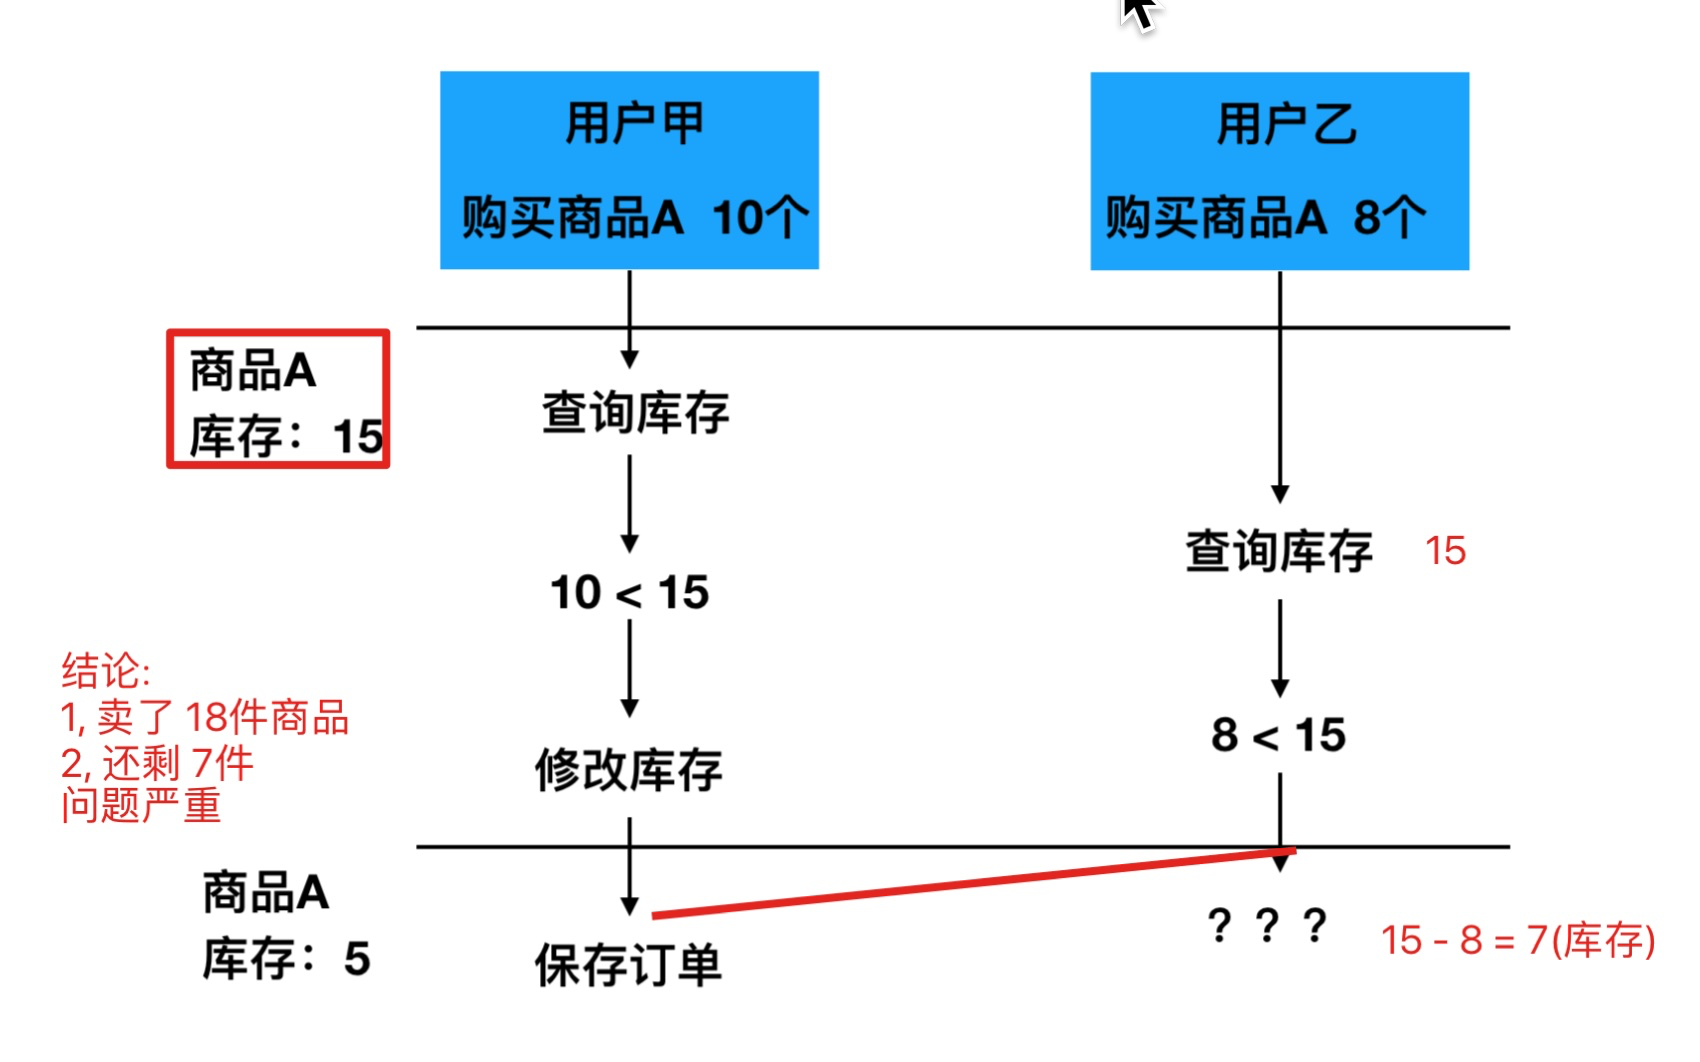 用户甲
购买商品A 10个
用户乙
购买商品A 8个
商品A
库存：15
查询库存
10 < 15
修改库存
保存订单
查询库存 15
8 < 15
？？？ 15 - 8 = 7(库存)
结论:
1, 卖了 18件商品
2, 还剩 7件
问题严重
商品A
库存：5